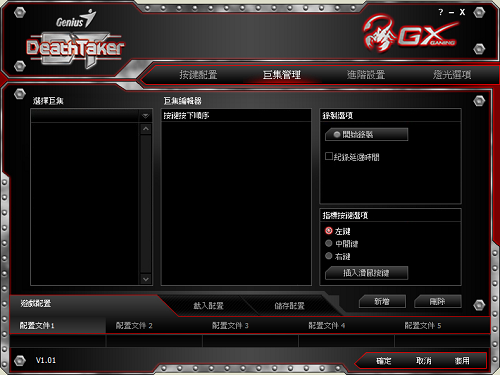 Genius
? – X
DeathTaker
DT
GX
GAMING
按鍵配置 巨集管理 進階設置 燈光選項
選擇巨集 巨集編輯器
按鍵按下順序 錄製選項
開始錄製
紀錄延遲時間
指標按鍵選項
左鍵
中間鍵
右鍵
插入滑鼠按鍵
新增 刪除
遊戲配置 載入配置 儲存配置
配置文件1 配置文件 2 配置文件 3 配置文件 4 配置文件 5
V1.01 確定 取消 套用